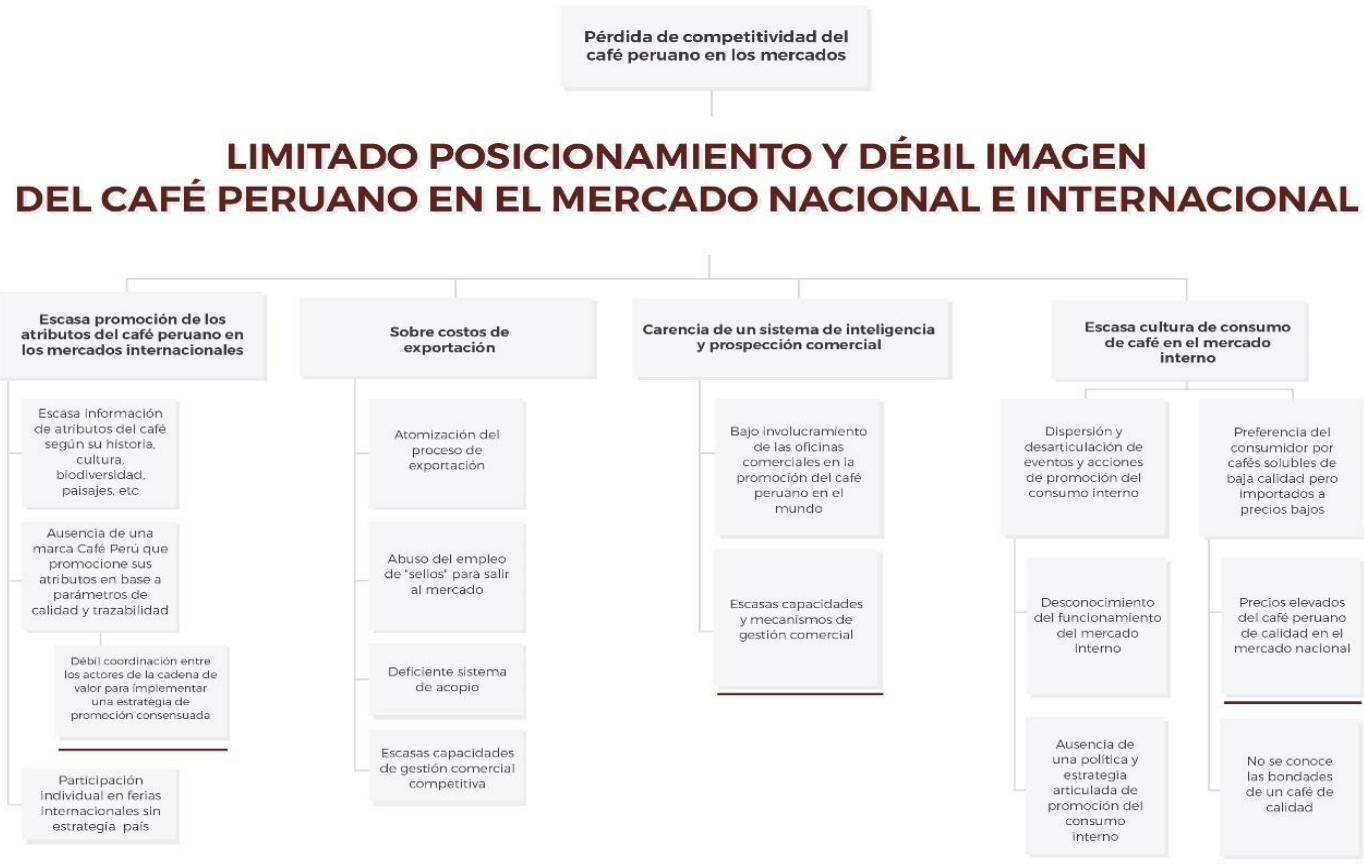 Pérdida de competitividad del
café peruano en los mercados
LIMITADO POSICIONAMIENTO Y DÉBIL IMAGEN
DEL CAFÉ PERUANO EN EL MERCADO NACIONAL E INTERNACIONAL
Escasa promoción de los
atributos del café peruano en
los mercados internacionales
Escasa información
de atributos del café
según su historia,
cultura,
biodiversidad,
paisajes, etc
Ausencia de una
marca Café Perú que
promocione sus
atributos en base a
parámetros de
calidad y trazabilidad
Débil coordinación entre
los actores de la cadena de
valor para implementar
una estrategia de
promoción consensuada
Participación
individual en ferias
internacionales sin
estrategia país
Sobre costos de
exportación
Atomización del
proceso de
exportación
Abuso del empleo
de "sellos" para salir
al mercado
Deficiente sistema
de acopio
Escasas capacidades
de gestión comercial
competitiva
Carencia de un sistema de inteligencia
y prospección comercial
Bajo involucramiento
de las oficinas
comerciales en la
promoción del café
peruano en el
mundo
Escasas capacidades
y mecanismos de
gestión comercial
Escasa cultura de consumo
de café en el mercado
interno
Dispersión y
desarticulación de
eventos y acciones
de promoción del
consumo interno
Desconocimiento
del funcionamiento
del mercado
interno
Ausencia de
una política y
estrategia
articulada de
promoción del
consumo
interno
Preferencia del
consumidor por
cafés solubles de
baja calidad pero
importados a
precios bajos
Precios elevados
del café peruano
de calidad en el
mercado nacional
No se conoce
las bondades
de un café de
calidad